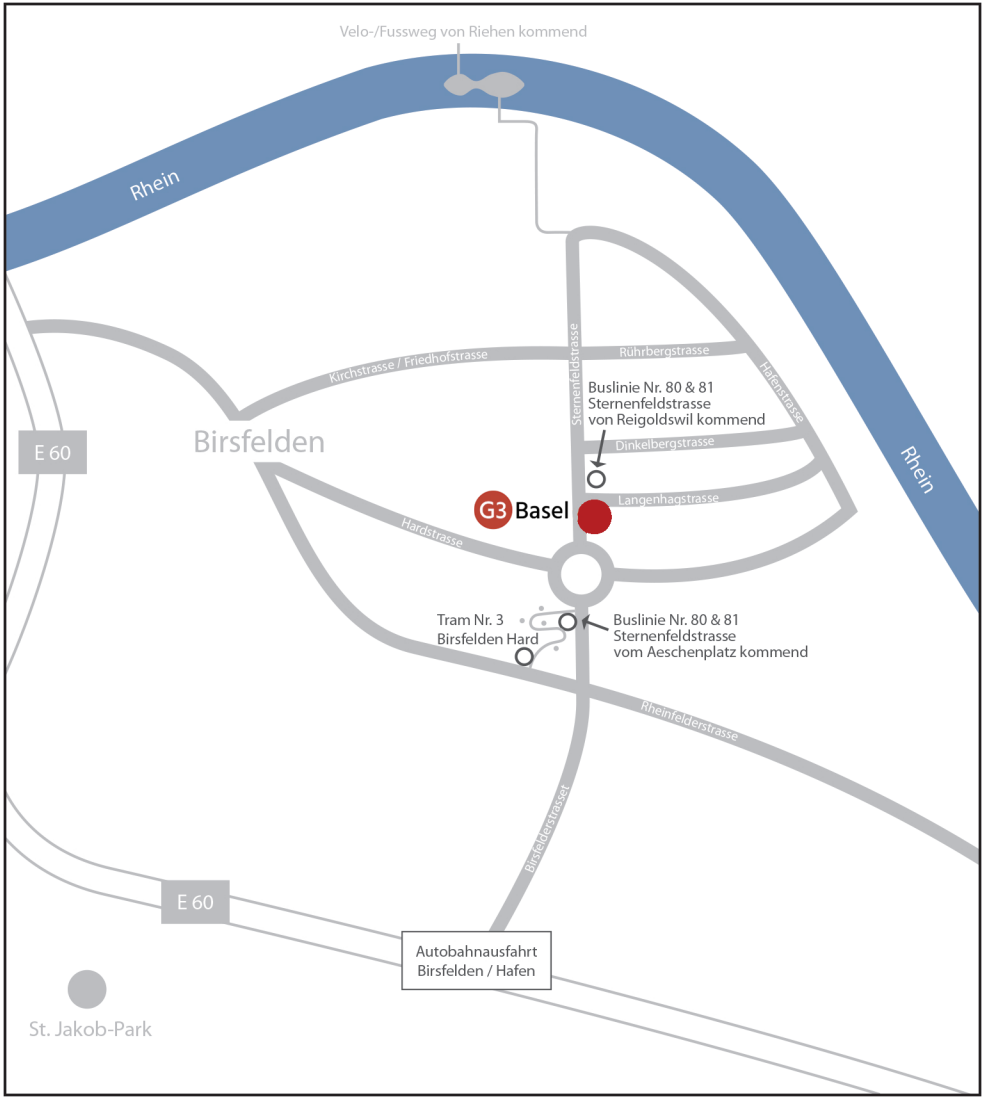 Velo-/Fussweg von Riehen kommend
Rhein
Kirchstrasse / Friedhofstrasse
Sternenfeldstrasse
Rührbergstrasse
Hafenstrasse
Buslinie Nr. 80 & 81
Sternenfeldstrasse
von Reigoldswil kommend
Birsfelden
E 60
Dinkelbergstrasse
Rhein
Langenhagstrasse
G3 Basel
Hardstrasse
Tram Nr. 3
Birsfelden Hard
Buslinie Nr. 80 & 81
Sternenfeldstrasse
vom Aeschenplatz kommend
Rheinfelderstrasse
Birsfelderstrasset
E 60
Autobahnausfahrt
Birsfelden / Hafen
St. Jakob-Park